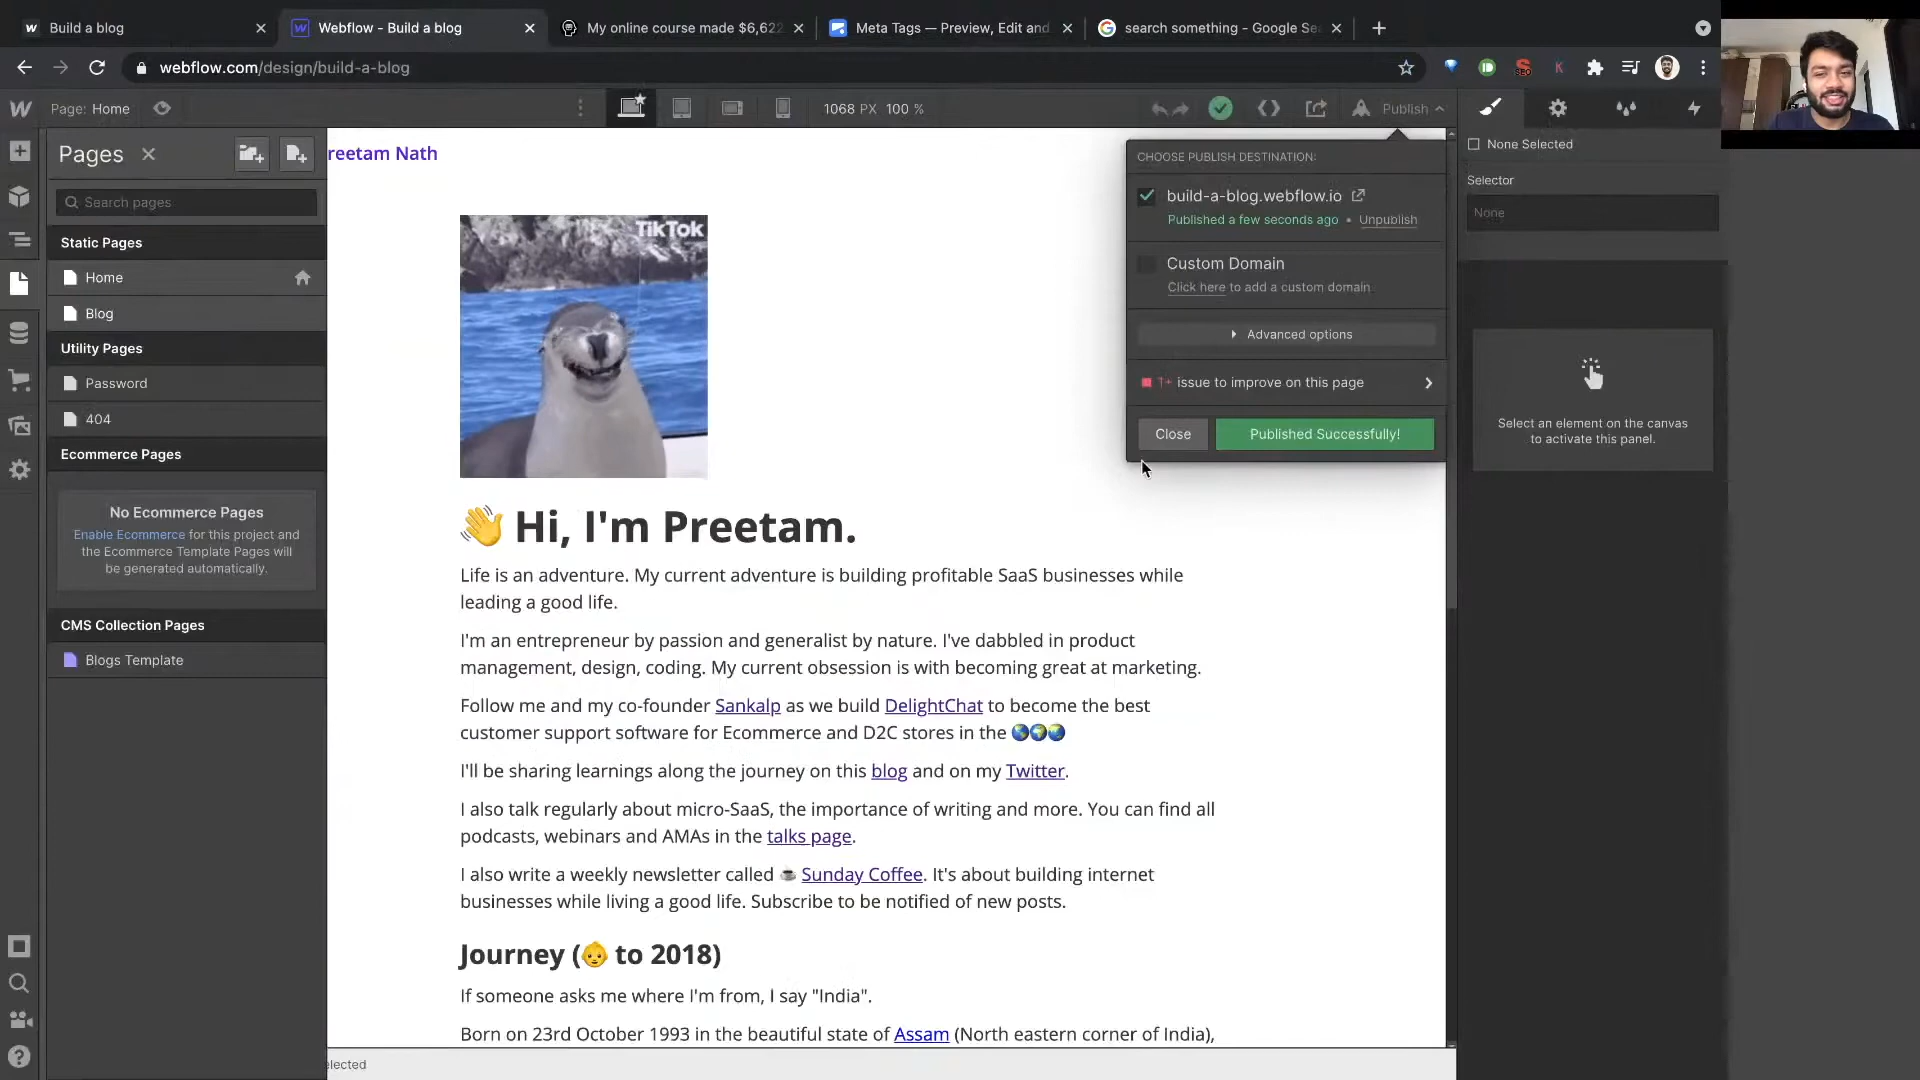 Build a blog
Webflow - Build a blog
My online course made $6,622
Meta Tags — Preview, Edit and
search something - Google Se
webflow.com/design/build-a-blog
Page: Home
1068 PX 100 %
Publish
Pages
Search pages
Static Pages
Home
Blog
Utility Pages
Password
404
Ecommerce Pages
No Ecommerce Pages
Enable Ecommerce for this project and
the Ecommerce Template Pages will
be generated automatically.
CMS Collection Pages
Blogs Template
reetam Nath
TikTok
👋 Hi, I'm Preetam.
Life is an adventure. My current adventure is building profitable SaaS businesses while
leading a good life.
I'm an entrepreneur by passion and generalist by nature. I've dabbled in product
management, design, coding. My current obsession is with becoming great at marketing.
Follow me and my co-founder Sankalp as we build DelightChat to become the best
customer support software for Ecommerce and D2C stores in the 🌎🌍🌏
I'll be sharing learnings along the journey on this blog and on my Twitter.
I also talk regularly about micro-SaaS, the importance of writing and more. You can find all
podcasts, webinars and AMAs in the talks page.
I also write a weekly newsletter called ☕ Sunday Coffee. It's about building internet
businesses while living a good life. Subscribe to be notified of new posts.
Journey (👶 to 2018)
If someone asks me where I'm from, I say "India".
Born on 23rd October 1993 in the beautiful state of Assam (North eastern corner of India),
elected
CHOOSE PUBLISH DESTINATION:
build-a-blog.webflow.io
Published a few seconds ago • Unpublish
Custom Domain
Click here to add a custom domain
Advanced options
1+ issue to improve on this page
Close
Published Successfully!
None Selected
Selector
None
Select an element on the canvas
to activate this panel.